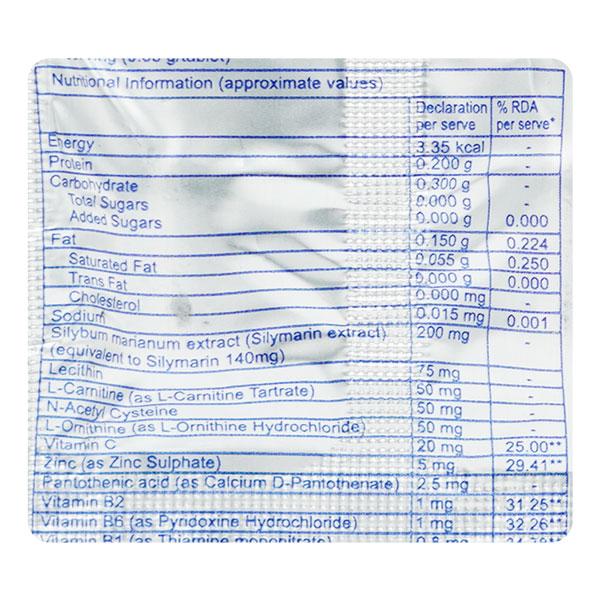 g/tablet)
Nutritional Information (approximate values)
Declaration per serve % RDA per serve*
Energy 3.35 kcal -
Protein 0.200 g -
Carbohydrate 0.300 g -
Total Sugars 0.000 g -
Added Sugars 0.000 g 0.000
Fat 0.150 g 0.224
Saturated Fat 0.055 g 0.250
Trans Fat 0.000 g 0.000
Cholesterol 0.000 mg -
Sodium 0.015 mg 0.001
Silybum marianum extract (Silymarin extract) 200 mg -
(equivalent to Silymarin 140mg)
Lecithin 75 mg -
L-Carnitine (as L-Carnitine Tartrate) 50 mg -
N-Acetyl Cysteine 50 mg -
L-Ornithine (as L-Ornithine Hydrochloride) 50 mg -
Vitamin C 20 mg 25.00**
Zinc (as Zinc Sulphate) 5 mg 29.41**
Pantothenic acid (as Calcium D-Pantothenate) 2.5 mg -
Vitamin B2 1 mg 31.25**
Vitamin B6 (as Pyridoxine Hydrochloride) 1 mg 32.26**
Vitamin B1 (as Thiamine mononitrate)